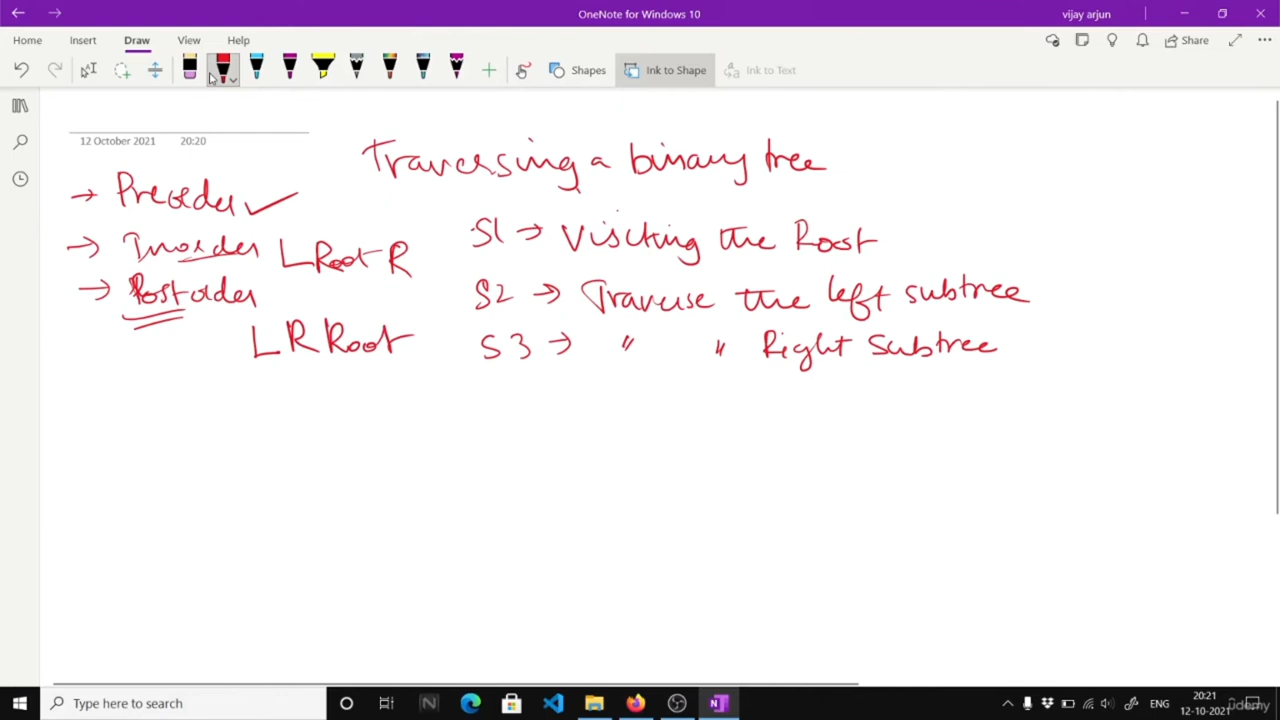 OneNote for Windows 10
vijay arjun
Home Insert Draw View Help
Share
Shapes
Ink to Shape
Ink to Text
12 October 2021 20:20
Traversing a binary tree
→ Preorder ✓
→ Inorder L Root R
→ Postorder
L R Root
S1 → Visiting the Root
S2 → Traverse the left subtree
S3 → " " Right Subtree
Type here to search
ENG
20:21
12-10-2021
udemy